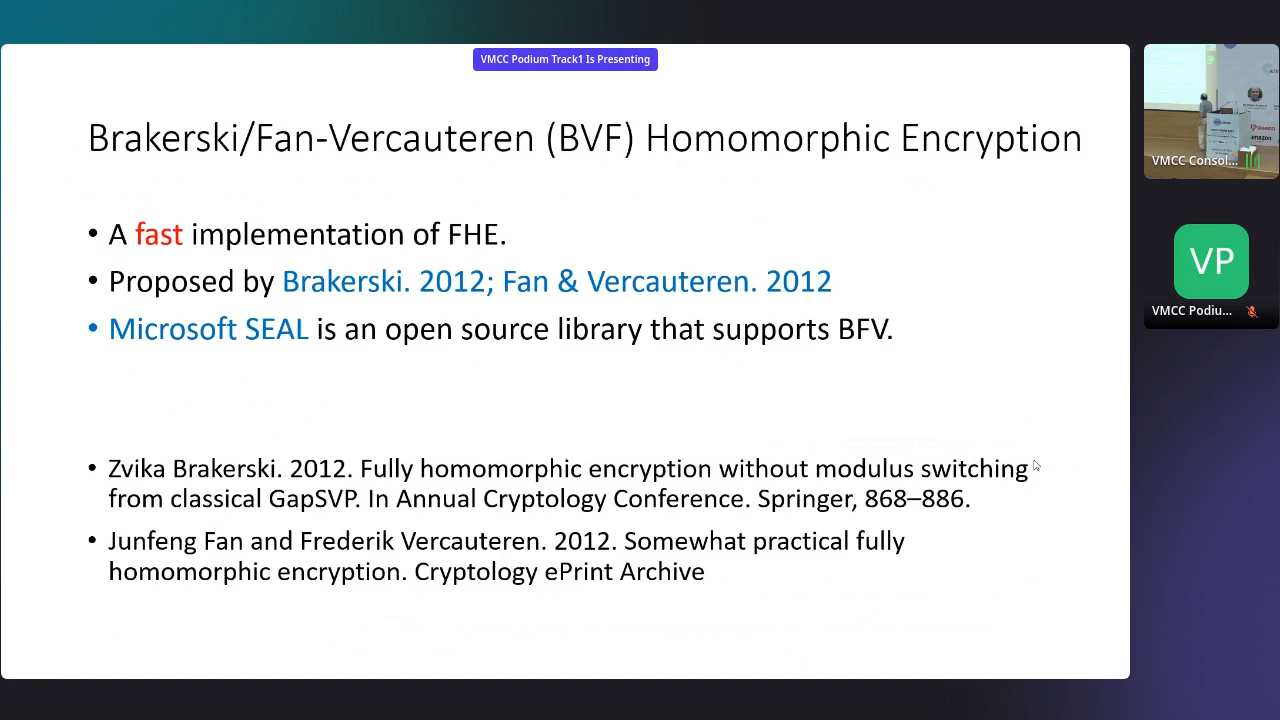 VMCC Podium Track1 Is Presenting
Brakerski/Fan-Vercauteren (BVF) Homomorphic Encryption
• A fast implementation of FHE.
• Proposed by Brakerski. 2012; Fan & Vercauteren. 2012
• Microsoft SEAL is an open source library that supports BFV.
• Zvika Brakerski. 2012. Fully homomorphic encryption without modulus switching
from classical GapSVP. In Annual Cryptology Conference. Springer, 868–886.
• Junfeng Fan and Frederik Vercauteren. 2012. Somewhat practical fully
homomorphic encryption. Cryptology ePrint Archive
amazon
VMCC Consol...
VP
VMCC Podiu...